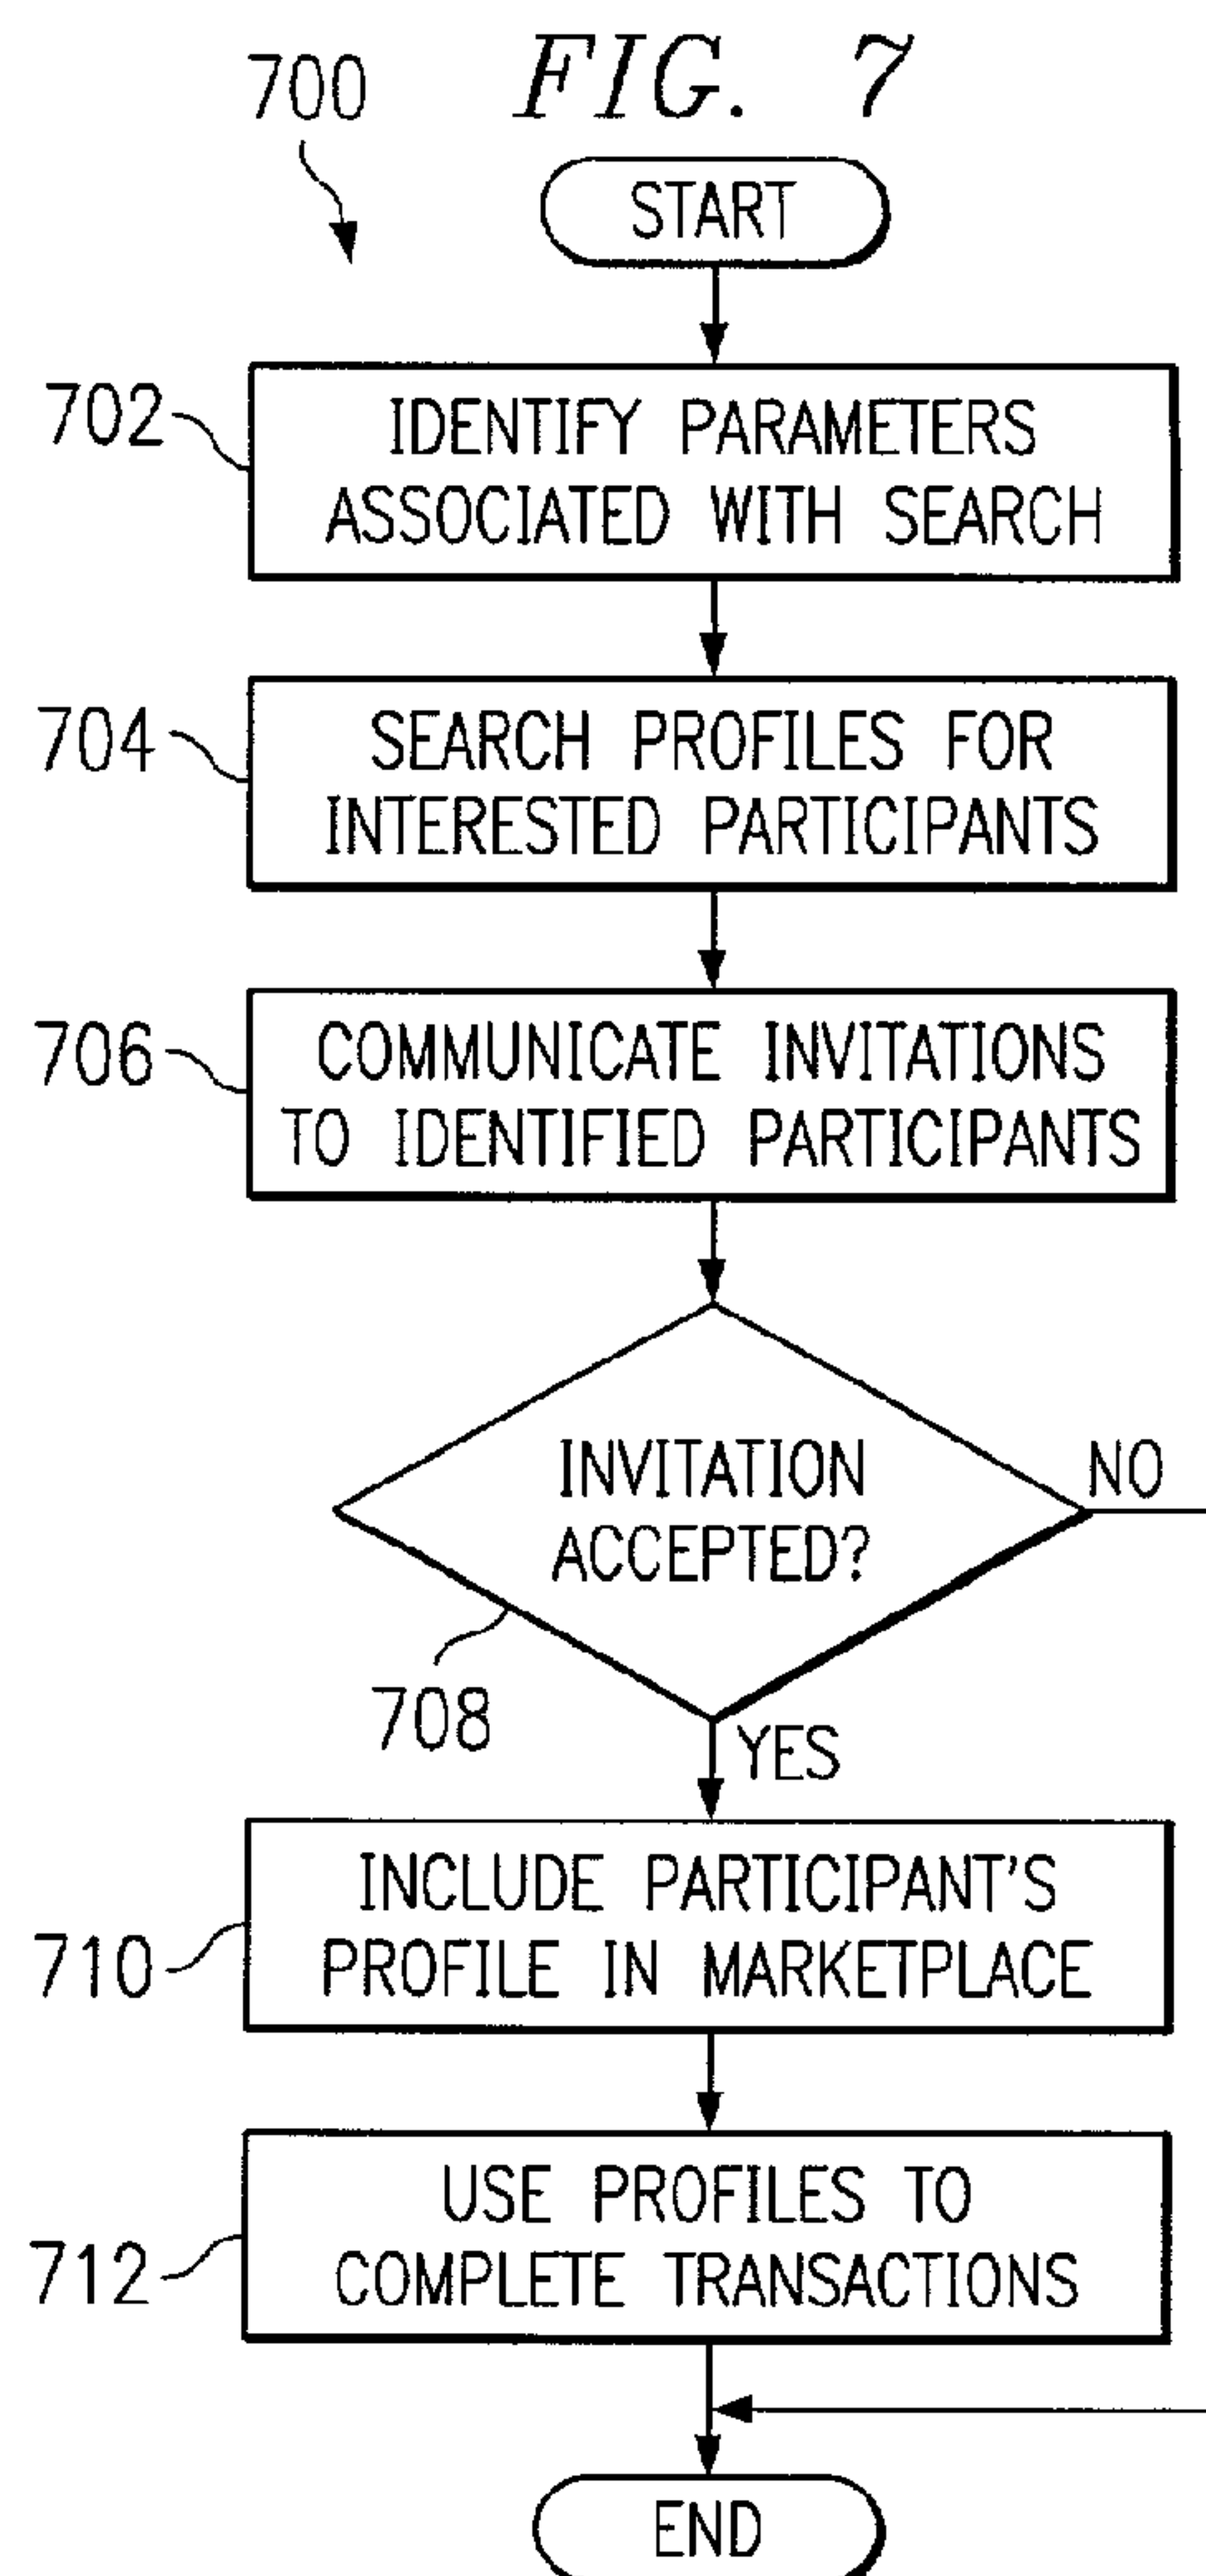 700
FIG. 7
START
702
IDENTIFY PARAMETERS
ASSOCIATED WITH SEARCH
704
SEARCH PROFILES FOR
INTERESTED PARTICIPANTS
706
COMMUNICATE INVITATIONS
TO IDENTIFIED PARTICIPANTS
INVITATION
ACCEPTED?
NO
708
YES
710
INCLUDE PARTICIPANT'S
PROFILE IN MARKETPLACE
712
USE PROFILES TO
COMPLETE TRANSACTIONS
END